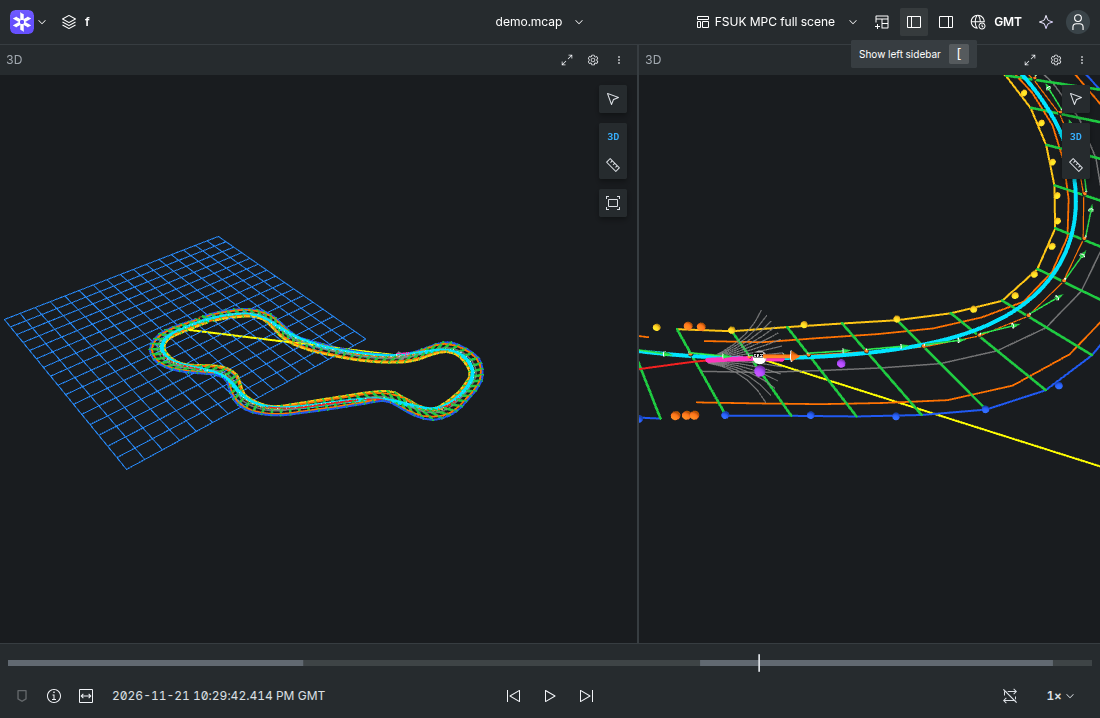 f
demo.mcap
FSUK MPC full scene
GMT
Show left sidebar [
3D
3D
3D
3D
2026-11-21 10:29:42.414 PM GMT
1×